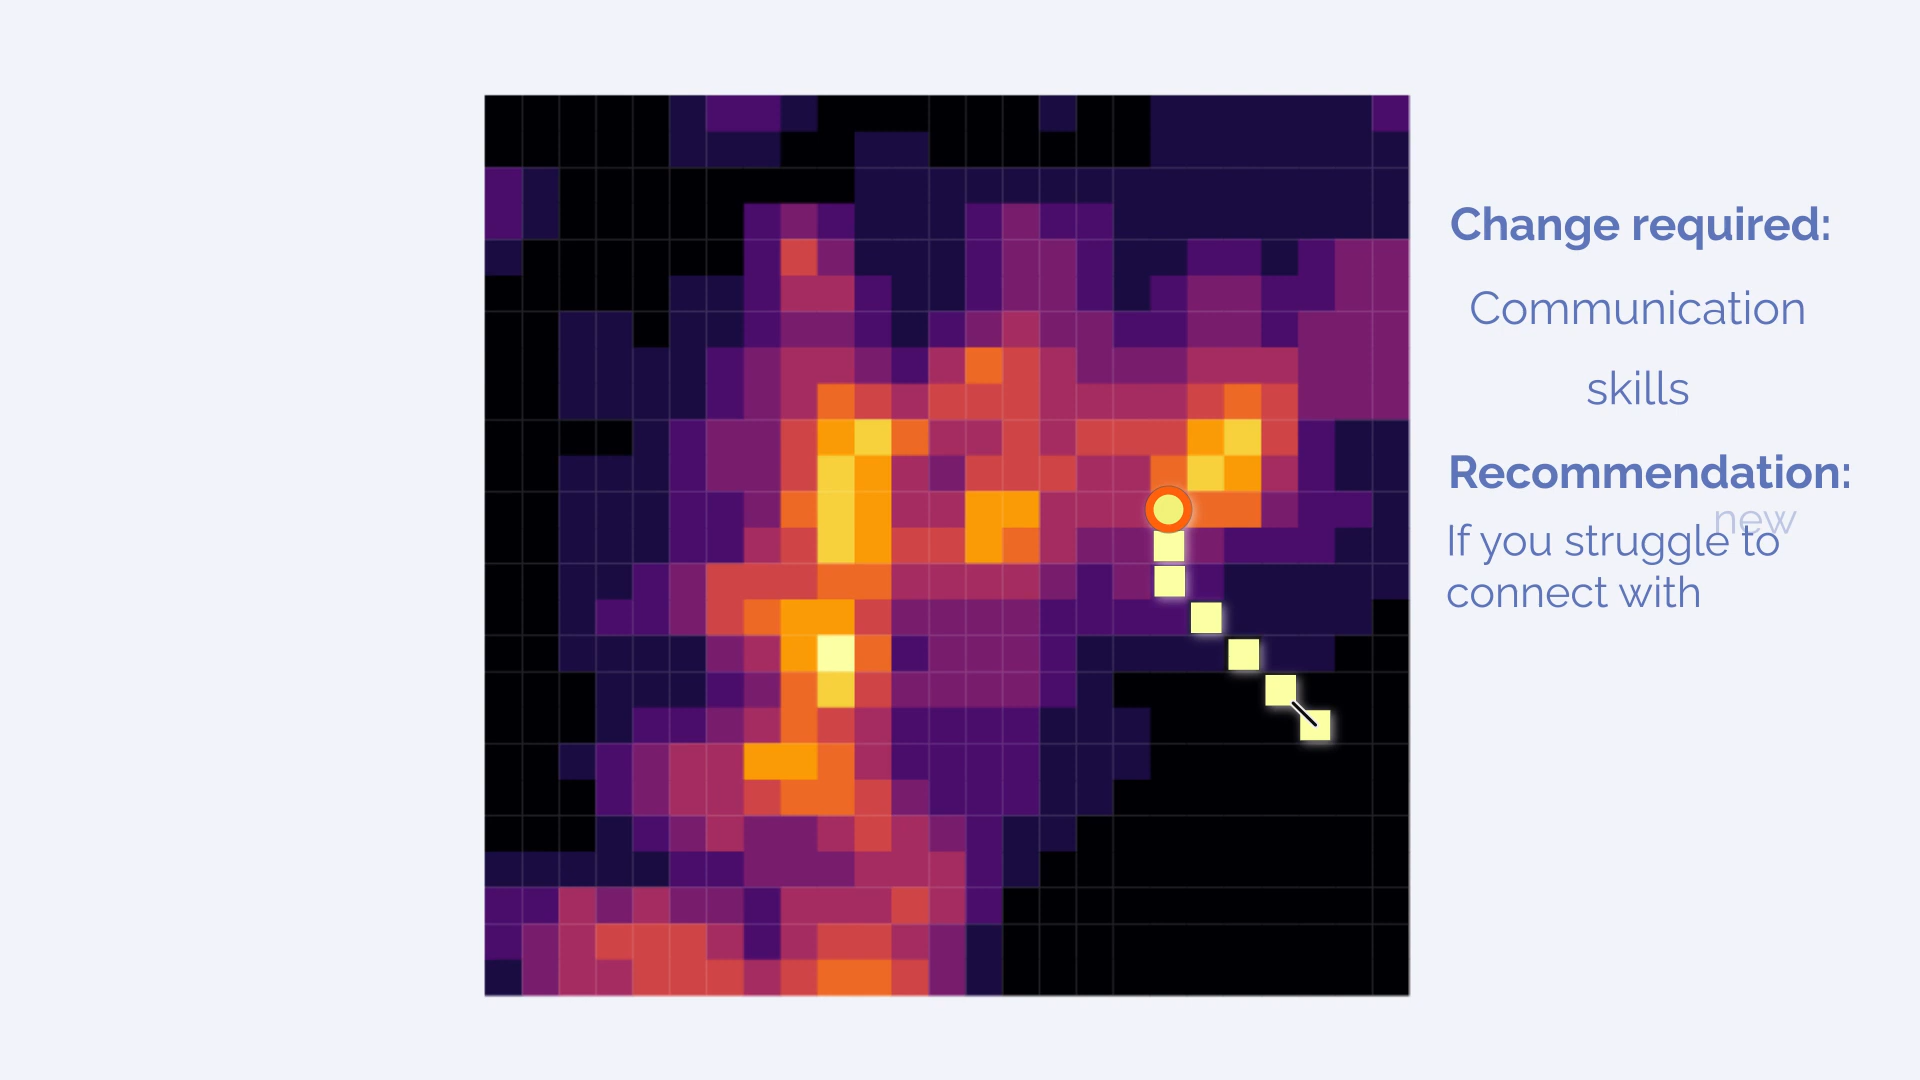 Change required:
Communication
skills
Recommendation:
new
If you struggle to
connect with